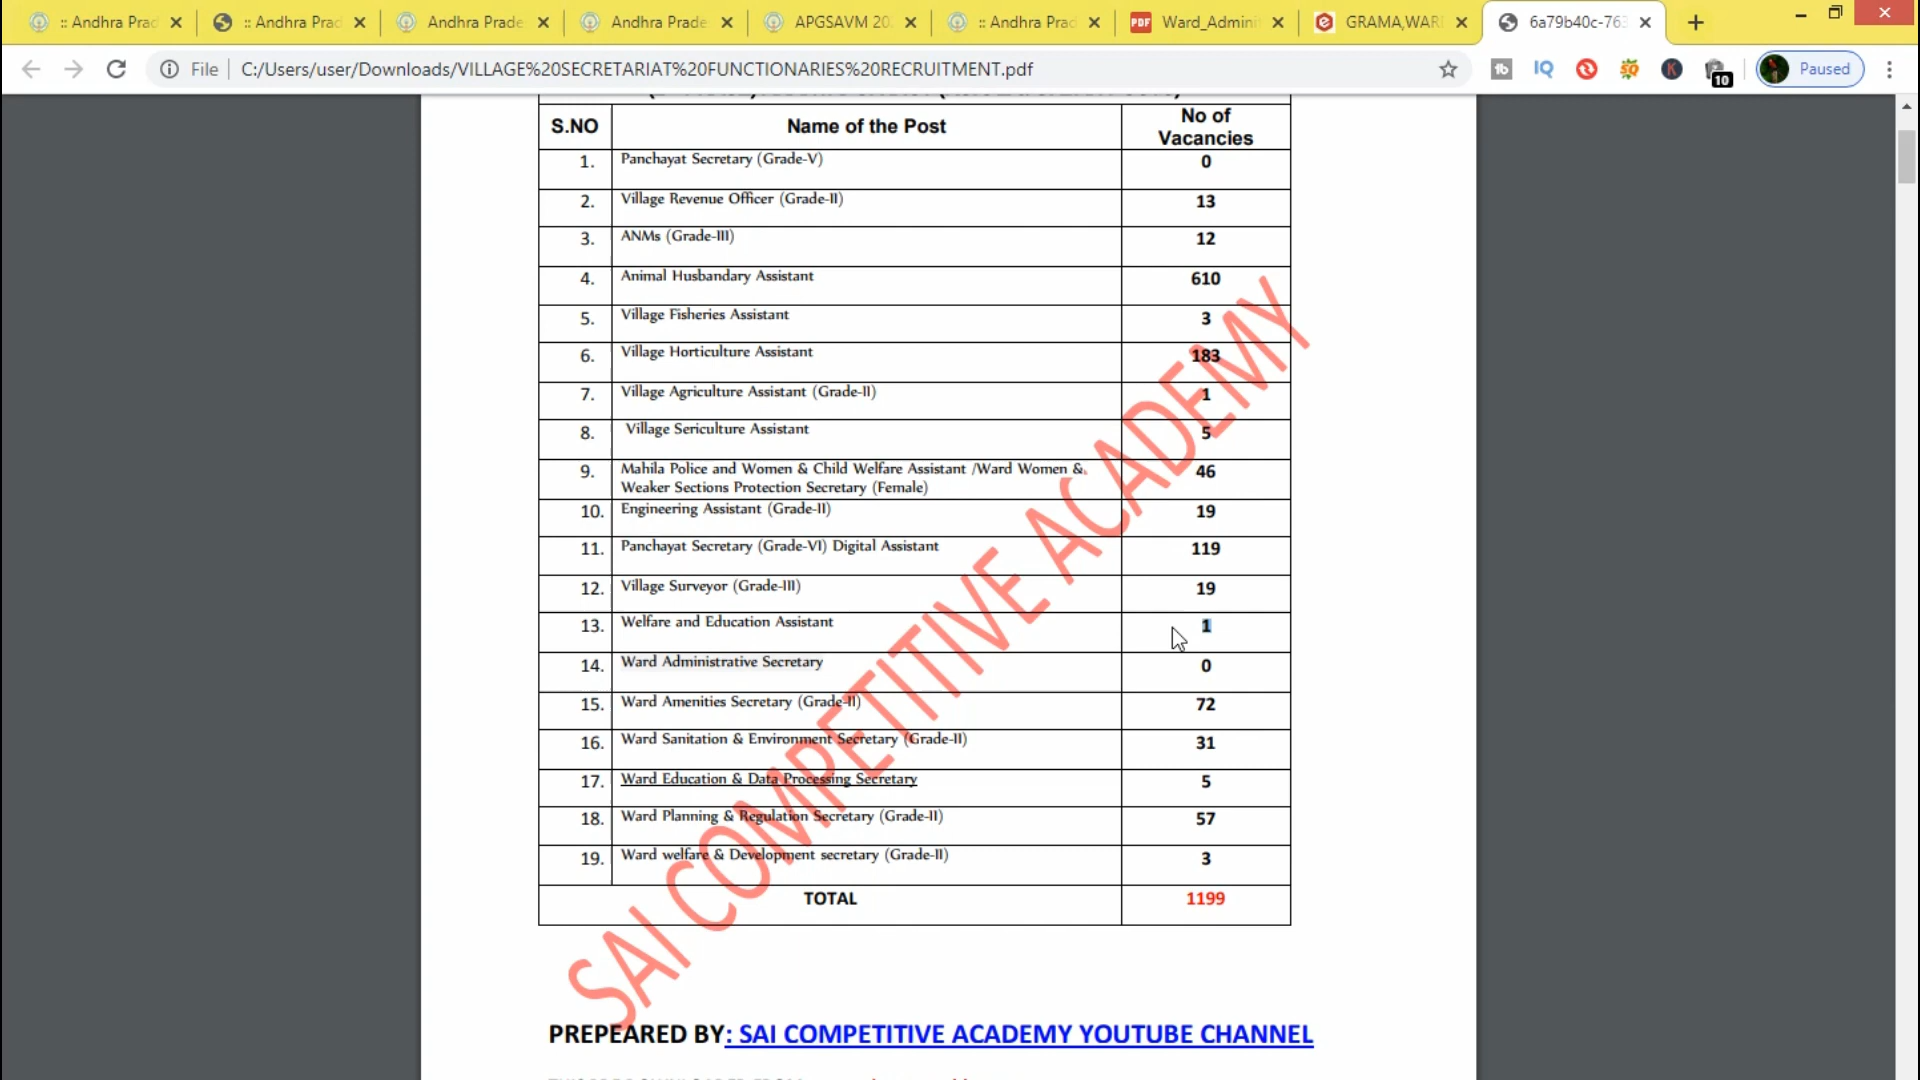 :: Andhra Prad
:: Andhra Prad
Andhra Prade
Andhra Prade
APGSAVM 20
:: Andhra Prad
PDF
Ward_Admini
GRAMA,WAR
6a79b40c-763
File
C:/Users/user/Downloads/VILLAGE%20SECRETARIAT%20FUNCTIONARIES%20RECRUITMENT.pdf
tb
IQ
SQ
K
10
Paused
S.NO Name of the Post No of Vacancies
1. Panchayat Secretary (Grade-V) 0
2. Village Revenue Officer (Grade-II) 13
3. ANMs (Grade-III) 12
4. Animal Husbandary Assistant 610
5. Village Fisheries Assistant 3
6. Village Horticulture Assistant 183
7. Village Agriculture Assistant (Grade-II) 1
8. Village Sericulture Assistant 5
9. Mahila Police and Women & Child Welfare Assistant /Ward Women & 46
Weaker Sections Protection Secretary (Female)
10. Engineering Assistant (Grade-II) 19
11. Panchayat Secretary (Grade-VI) Digital Assistant 119
12. Village Surveyor (Grade-III) 19
13. Welfare and Education Assistant 1
14. Ward Administrative Secretary 0
15. Ward Amenities Secretary (Grade-II) 72
16. Ward Sanitation & Environment Secretary (Grade-II) 31
17. Ward Education & Data Processing Secretary 5
18. Ward Planning & Regulation Secretary (Grade-II) 57
19. Ward welfare & Development secretary (Grade-II) 3
TOTAL 1199
SAI COMPETITIVE ACADEMY
PREPEARED BY: SAI COMPETITIVE ACADEMY YOUTUBE CHANNEL